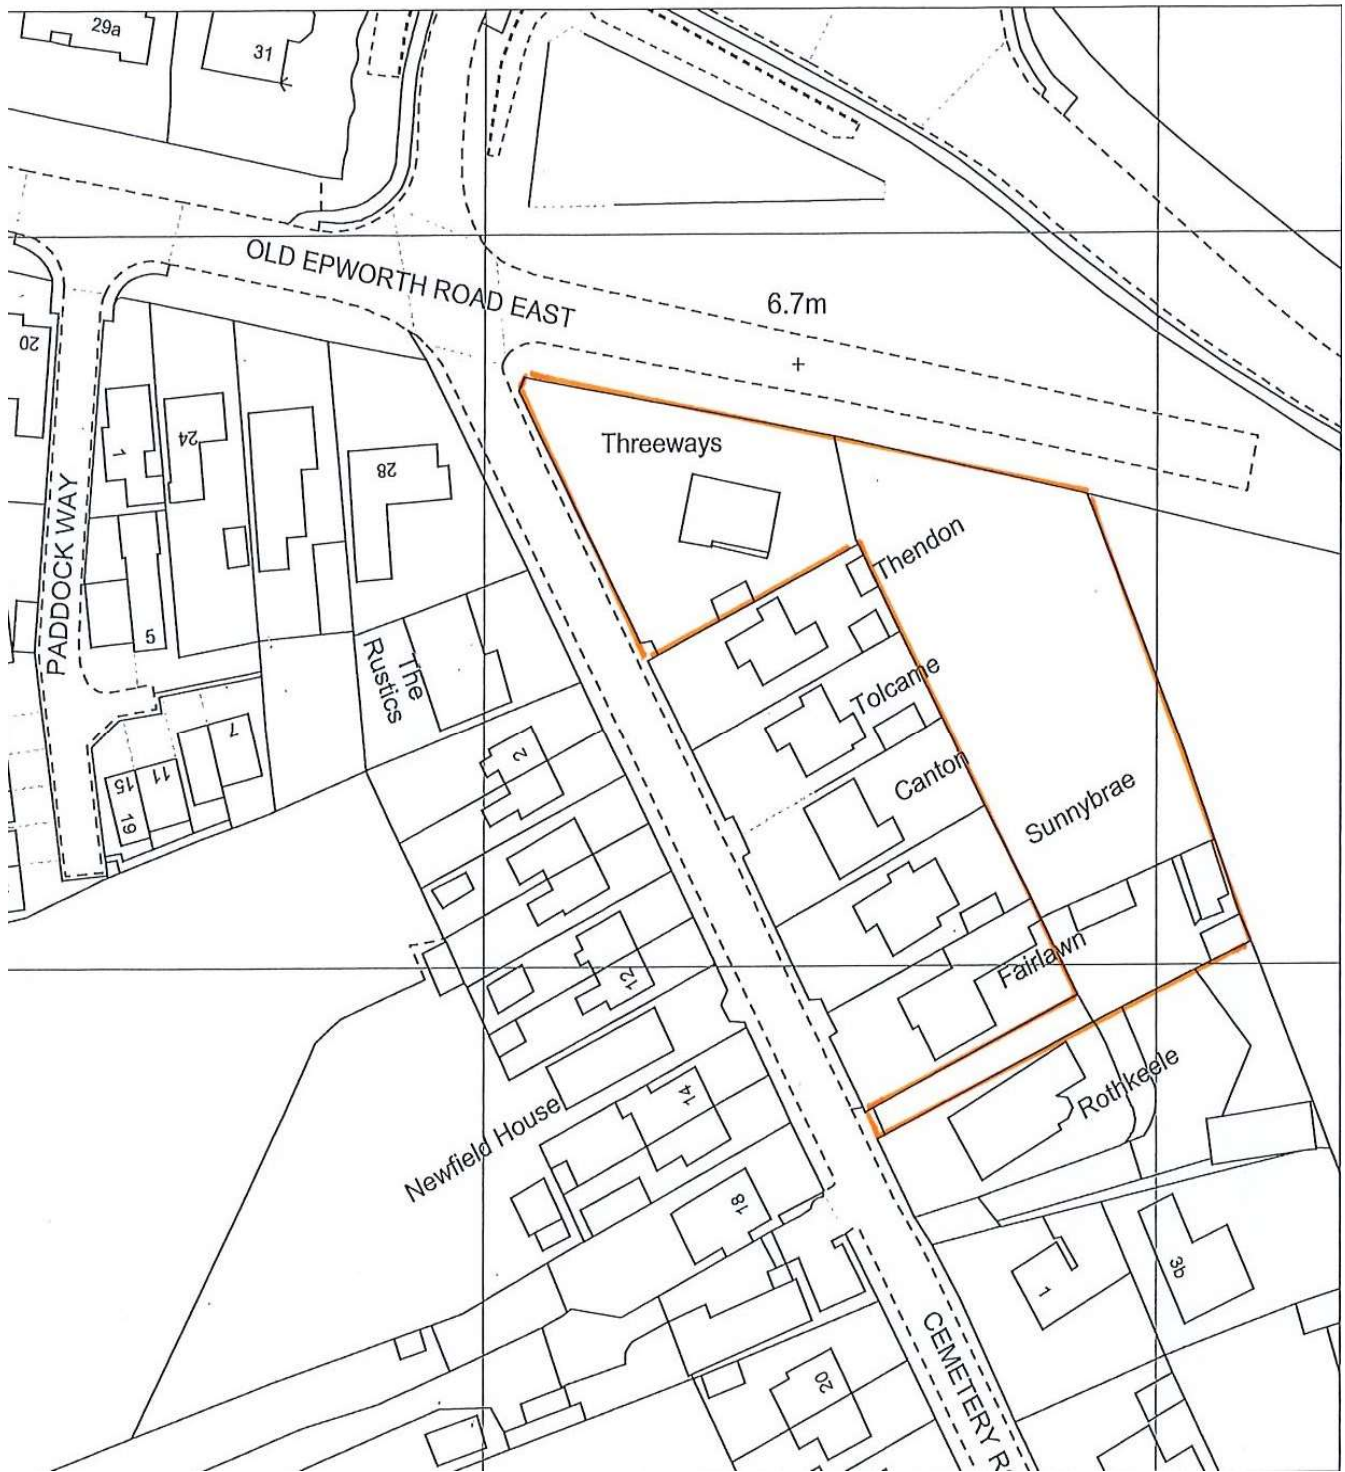 29a
31
OLD EPWORTH ROAD EAST
6.7m
20
1
24
28
Threeways
PADDOCK WAY
5
Thendon
The
Rustics
Tolcarne
7
2
Canton
15
11
19
Sunnybrae
12
Fairlawn
14
Rothkeele
Newfield House
18
3b
1
CEMETERY RO
20